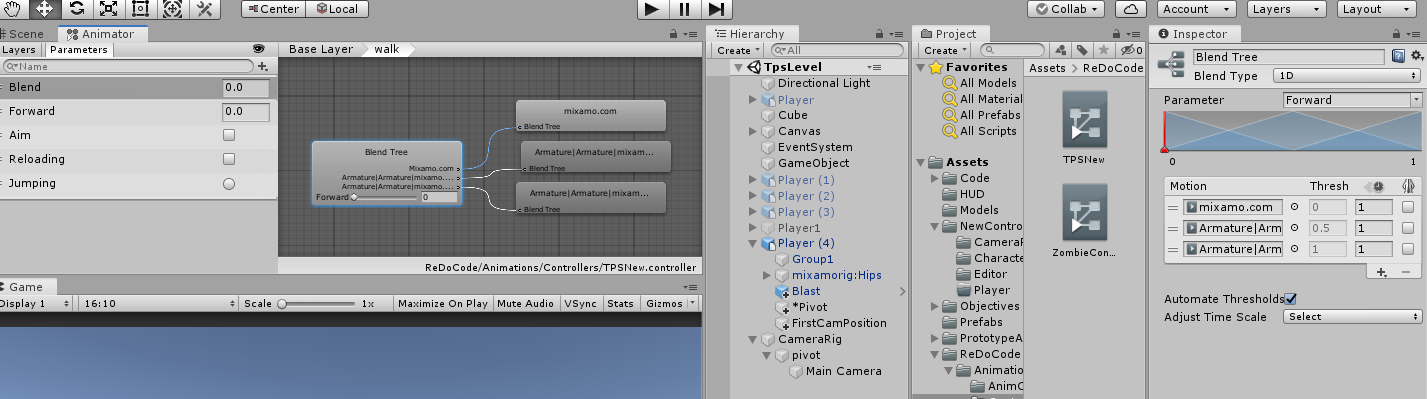 Center Local Collab Account Layers Layout
Scene Animator
Layers Parameters
Name
Blend 0.0
Forward 0.0
Aim
Reloading
Jumping
Base Layer walk
mixamo.com
Blend Tree
Armature|Armature|mixam...
Blend Tree
Armature|Armature|mixam...
Blend Tree
Blend Tree
Mixamo.com
Armature|Armature|mixamo....
Armature|Armature|mixamo....
Forward 0
ReDoCode/Animations/Controllers/TPSNew.controller
Game
Display 1 16:10 Scale 1x Maximize On Play Mute Audio VSync Stats Gizmos
Hierarchy
Create All
TpsLevel
Directional Light
Player
Cube
Canvas
EventSystem
GameObject
Player (1)
Player (2)
Player (3)
Player1
Player (4)
Group1
mixamorig:Hips
Blast
*Pivot
FirstCamPosition
CameraRig
pivot
Main Camera
Project
Create 0
Favorites
All Models
All Material
All Prefabs
All Scripts
Assets
Code
HUD
Models
NewContro
CameraR
Characte
Editor
Player
Objectives
Prefabs
PrototypeA
ReDoCode
Animatio
AnimC
Assets ReDoCode
TPSNew
ZombieCon...
Inspector
Blend Tree
Blend Type 1D
Parameter Forward
0 1
Motion Thresh
mixamo.com 0 1
Armature|Arm 0.5 1
Armature|Arm 1 1
Automate Thresholds
Adjust Time Scale Select